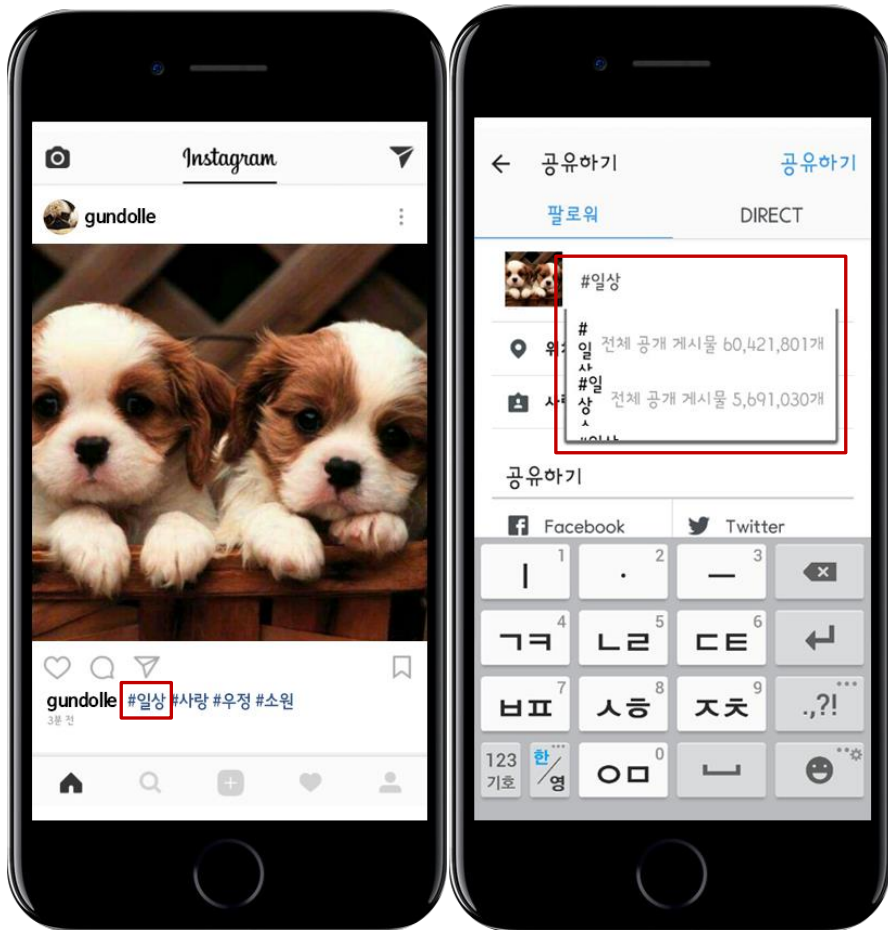 Instagram
gundolle
gundolle #일상 #사랑 #우정 #소원
3분 전
공유하기 공유하기
팔로워 DIRECT
#일상
#일 전체 공개 게시물 60,421,801개
#일상 전체 공개 게시물 5,691,030개
공유하기
Facebook Twitter
ㅣ 1 · 2 ㅡ 3
ㄱㅋ 4 ㄴㄹ 5 ㄷㅌ 6
ㅂㅍ 7 ㅅㅎ 8 ㅈㅊ 9 .,?!
123 기호 한/영 ㅇㅁ 0